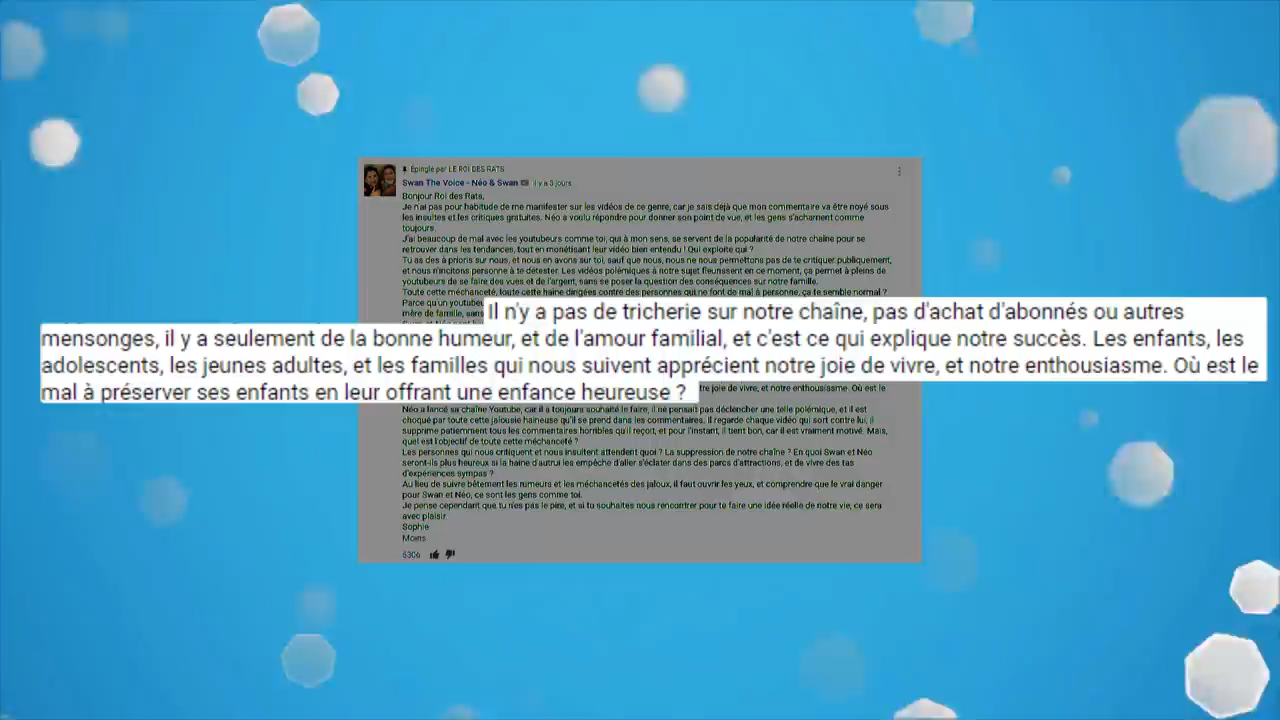 Épinglé par LE ROI DES RATS
Swan The Voice - Néo & Swan il y a 3 jours
Bonjour Roi des Rats,
Je n'ai pas pour habitude de me manifester sur les vidéos de ce genre, car je sais déjà que mon commentaire va être noyé sous
les insultes et les critiques gratuites. Néo a voulu répondre pour donner son point de vue, et les gens s'acharnent comme
toujours.
J'ai beaucoup de mal avec les youtubeurs comme toi, qui à mon sens, se servent de la popularité de notre chaîne pour se
retrouver dans les tendances, tout en monétisant leur vidéo bien entendu ! Qui exploite qui ?
Tu as des à prioris sur nous, et nous en avons sur toi, sauf que nous, nous ne nous permettons pas de te critiquer publiquement,
et nous n'incitons personne à te détester. Les vidéos polémiques à notre sujet fleurissent en ce moment, ça permet à pleins de
youtubeurs de se faire des vues et de l'argent, sans se poser la question des conséquences sur notre famille.
Toute cette méchanceté, toute cette haine dirigées contre des personnes qui ne font de mal à personne, ça te semble normal ?
Parce qu'un youtubeu
mère de famille, sans
Il n'y a pas de tricherie sur notre chaîne, pas d'achat d'abonnés ou autres
mensonges, il y a seulement de la bonne humeur, et de l'amour familial, et c'est ce qui explique notre succès. Les enfants, les
adolescents, les jeunes adultes, et les familles qui nous suivent apprécient notre joie de vivre, et notre enthousiasme. Où est le
mal à préserver ses enfants en leur offrant une enfance heureuse ?
tre joie de vivre, et notre enthousiasme. Où est le
Néo a lancé sa chaîne Youtube, car il a toujours souhaité le faire, il ne pensait pas déclencher une telle polémique, et il est
choqué par toute cette jalousie haineuse qu'il se prend dans les commentaires. Il regarde chaque vidéo qui sort contre lui, il
supprime patiemment tous les commentaires horribles qu'il reçoit, et pour l'instant, il tient bon, car il est vraiment motivé. Mais,
quel est l'objectif de toute cette méchanceté ?
Les personnes qui nous critiquent et nous insultent attendent quoi ? La suppression de notre chaîne ? En quoi Swan et Néo
seront-ils plus heureux si la haine d'autrui les empêche d'aller s'éclater dans des parcs d'attractions, et de vivre des tas
d'expériences sympas ?
Au lieu de suivre bêtement les rumeurs et les méchancetés des jaloux, il faut ouvrir les yeux, et comprendre que le vrai danger
pour Swan et Néo, ce sont les gens comme toi.
Je pense cependant que tu n'es pas le pire, et si tu souhaites nous rencontrer pour te faire une idée réelle de notre vie, ce sera
avec plaisir.
Sophie
Moins
6306